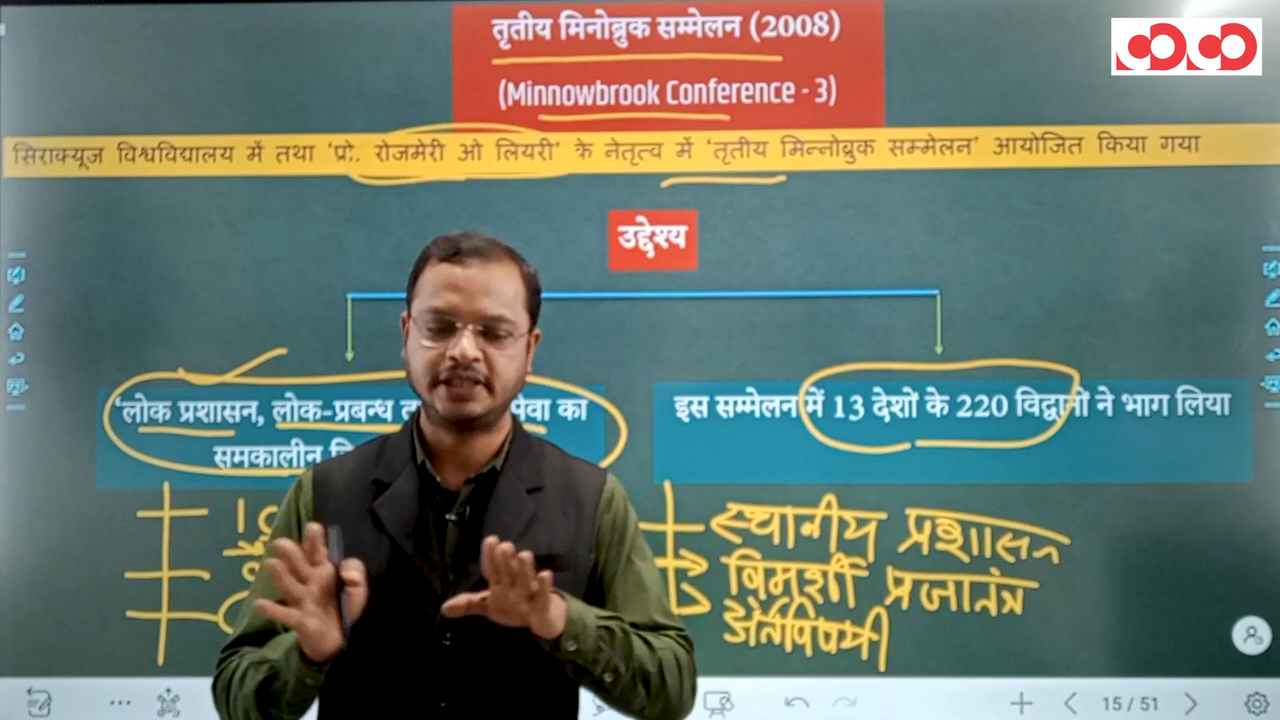 तृतीय मिनोब्रुक सम्मेलन (2008)
(Minnowbrook Conference - 3)
सिराक्यूज विश्वविद्यालय में तथा 'प्रो. रोजमेरी ओ लियरी' के नेतृत्व में 'तृतीय मिन्नोब्रुक सम्मेलन' आयोजित किया गया
उद्देश्य
'लोक प्रशासन, लोक-प्रबन्ध का
समकालीन
इस सम्मेलन में 13 देशों के 220 विद्वानों ने भाग लिया
स्थानीय प्रशासन
विमर्शी प्रजातंत्र
15 / 51